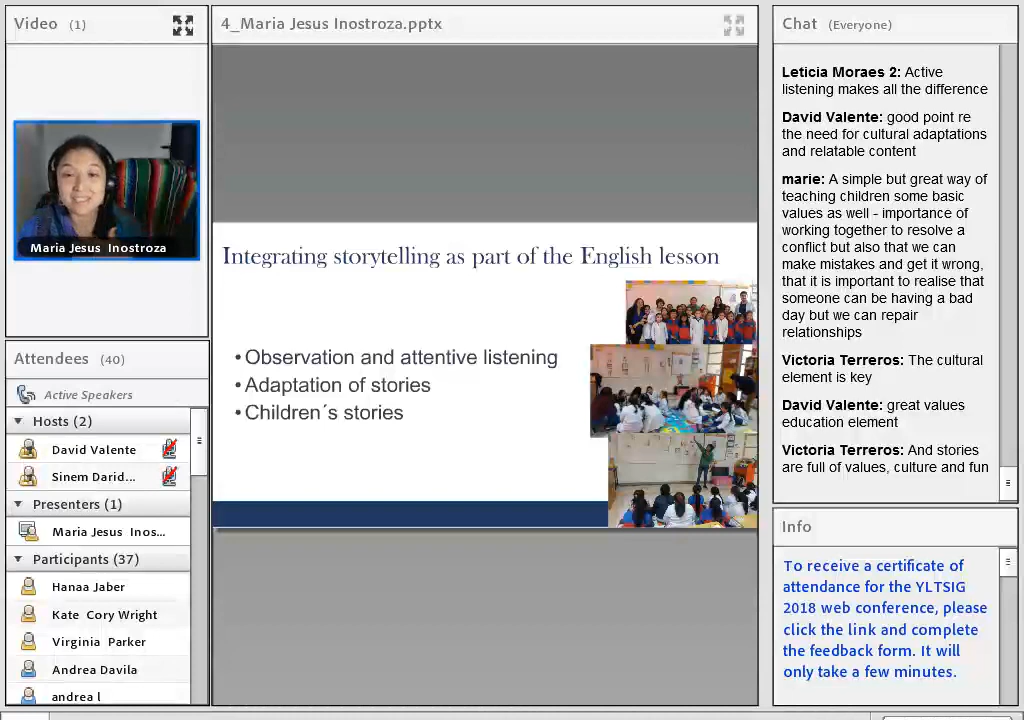 Video (1)
Maria Jesus Inostroza
Attendees (40)
Active Speakers
Hosts (2)
David Valente
Sinem Darid...
Presenters (1)
Maria Jesus Inos...
Participants (37)
Hanaa Jaber
Kate Cory Wright
Virginia Parker
Andrea Davila
andrea l
4_Maria Jesus Inostroza.pptx
Integrating storytelling as part of the English lesson
• Observation and attentive listening
• Adaptation of stories
• Children´s stories
Chat (Everyone)
Leticia Moraes 2: Active
listening makes all the difference
David Valente: good point re
the need for cultural adaptations
and relatable content
marie: A simple but great way of
teaching children some basic
values as well - importance of
working together to resolve a
conflict but also that we can
make mistakes and get it wrong,
that it is important to realise that
someone can be having a bad
day but we can repair
relationships
Victoria Terreros: The cultural
element is key
David Valente: great values
education element
Victoria Terreros: And stories
are full of values, culture and fun
Info
To receive a certificate of
attendance for the YLTSIG
2018 web conference, please
click the link and complete
the feedback form. It will
only take a few minutes.